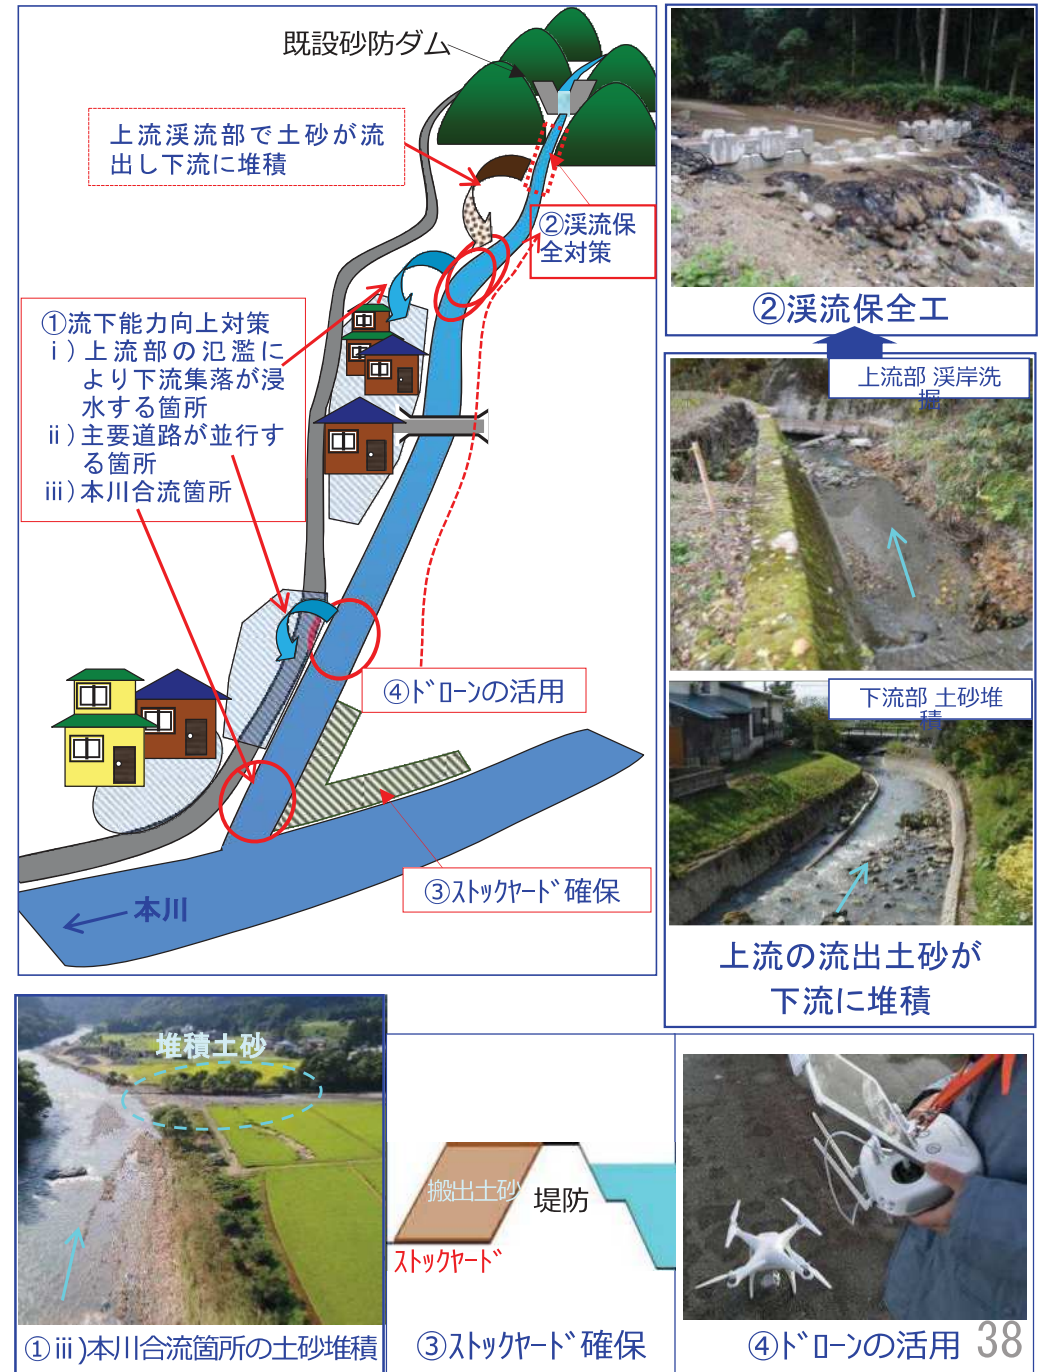 既設砂防ダム
上流渓流部で土砂が流
出し下流に堆積
②渓流保
全対策
①流下能力向上対策
ⅰ)上流部の氾濫に
より下流集落が浸
水する箇所
ⅱ)主要道路が並行す
る箇所
ⅲ)本川合流箇所
④ﾄﾞﾛｰﾝの活用
③ｽﾄｯｸﾔｰﾄﾞ確保
本川
②渓流保全工
上流部 渓岸洗
掘
下流部 土砂堆
積
上流の流出土砂が
下流に堆積
堆積土砂
①ⅲ)本川合流箇所の土砂堆積
搬出土砂
堤防
ｽﾄｯｸﾔｰﾄﾞ
③ｽﾄｯｸﾔｰﾄﾞ確保
④ﾄﾞﾛｰﾝの活用
38